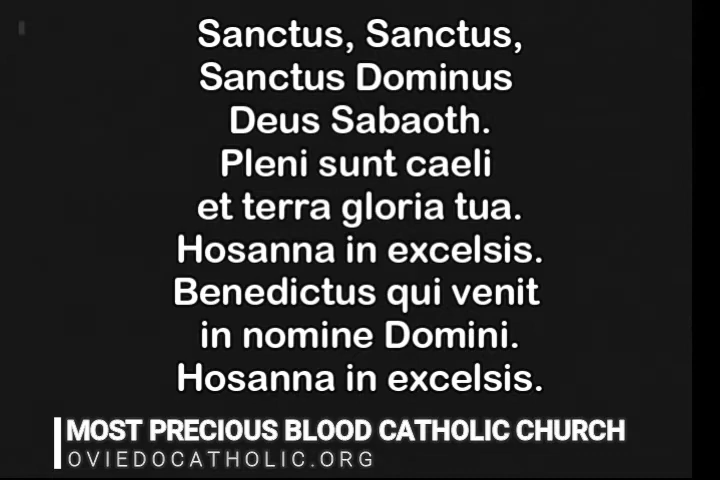 Sanctus, Sanctus,
Sanctus Dominus
Deus Sabaoth.
Pleni sunt caeli
et terra gloria tua.
Hosanna in excelsis.
Benedictus qui venit
in nomine Domini.
Hosanna in excelsis.
MOST PRECIOUS BLOOD CATHOLIC CHURCH
OVIEDOCATHOLIC.ORG